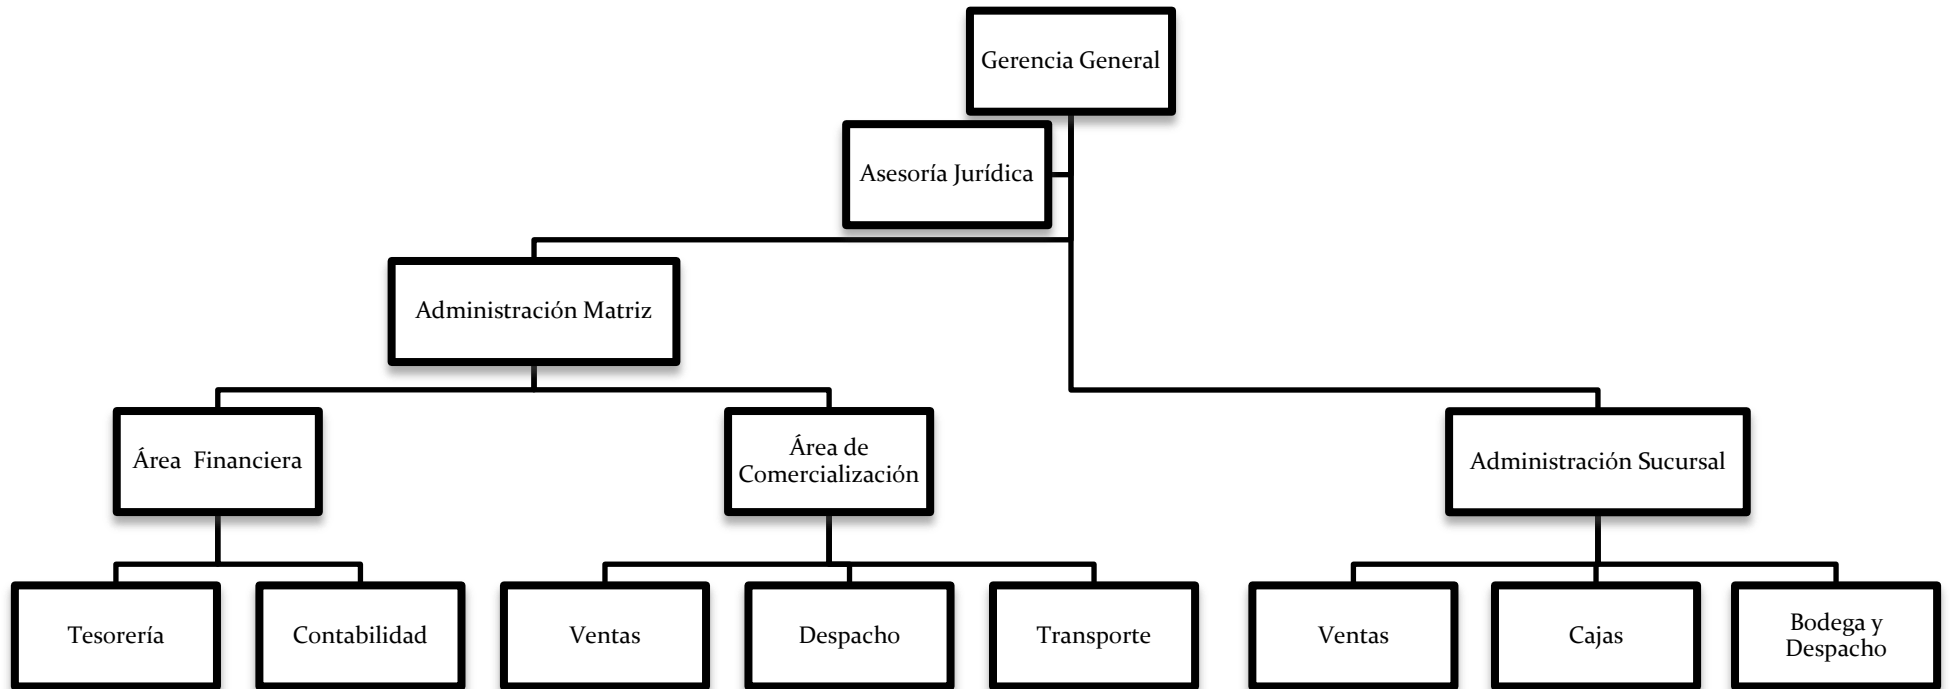 Gerencia General
Asesoría Jurídica
Administración Matriz
Área  Financiera
Área de
Comercialización
Administración Sucursal
Tesorería
Contabilidad
Ventas
Despacho
Transporte
Ventas
Cajas
Bodega y
Despacho